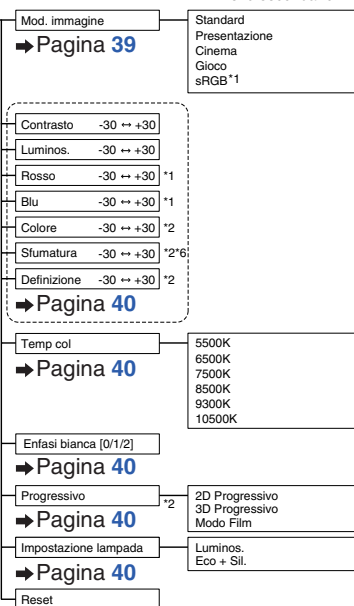 Mod. immagine
➡Pagina 39
Standard
Presentazione
Cinema
Gioco
sRGB*1
Contrasto -30 ↔ +30
Luminos. -30 ↔ +30
Rosso -30 ↔ +30 *1
Blu -30 ↔ +30 *1
Colore -30 ↔ +30 *2
Sfumatura -30 ↔ +30 *2*6
Definizione -30 ↔ +30 *2
➡Pagina 40
Temp col
➡Pagina 40
5500K
6500K
7500K
8500K
9300K
10500K
Enfasi bianca [0/1/2]
➡Pagina 40
Progressivo *2
➡Pagina 40
2D Progressivo
3D Progressivo
Modo Film
Impostazione lampada
➡Pagina 40
Luminos.
Eco + Sil.
Reset